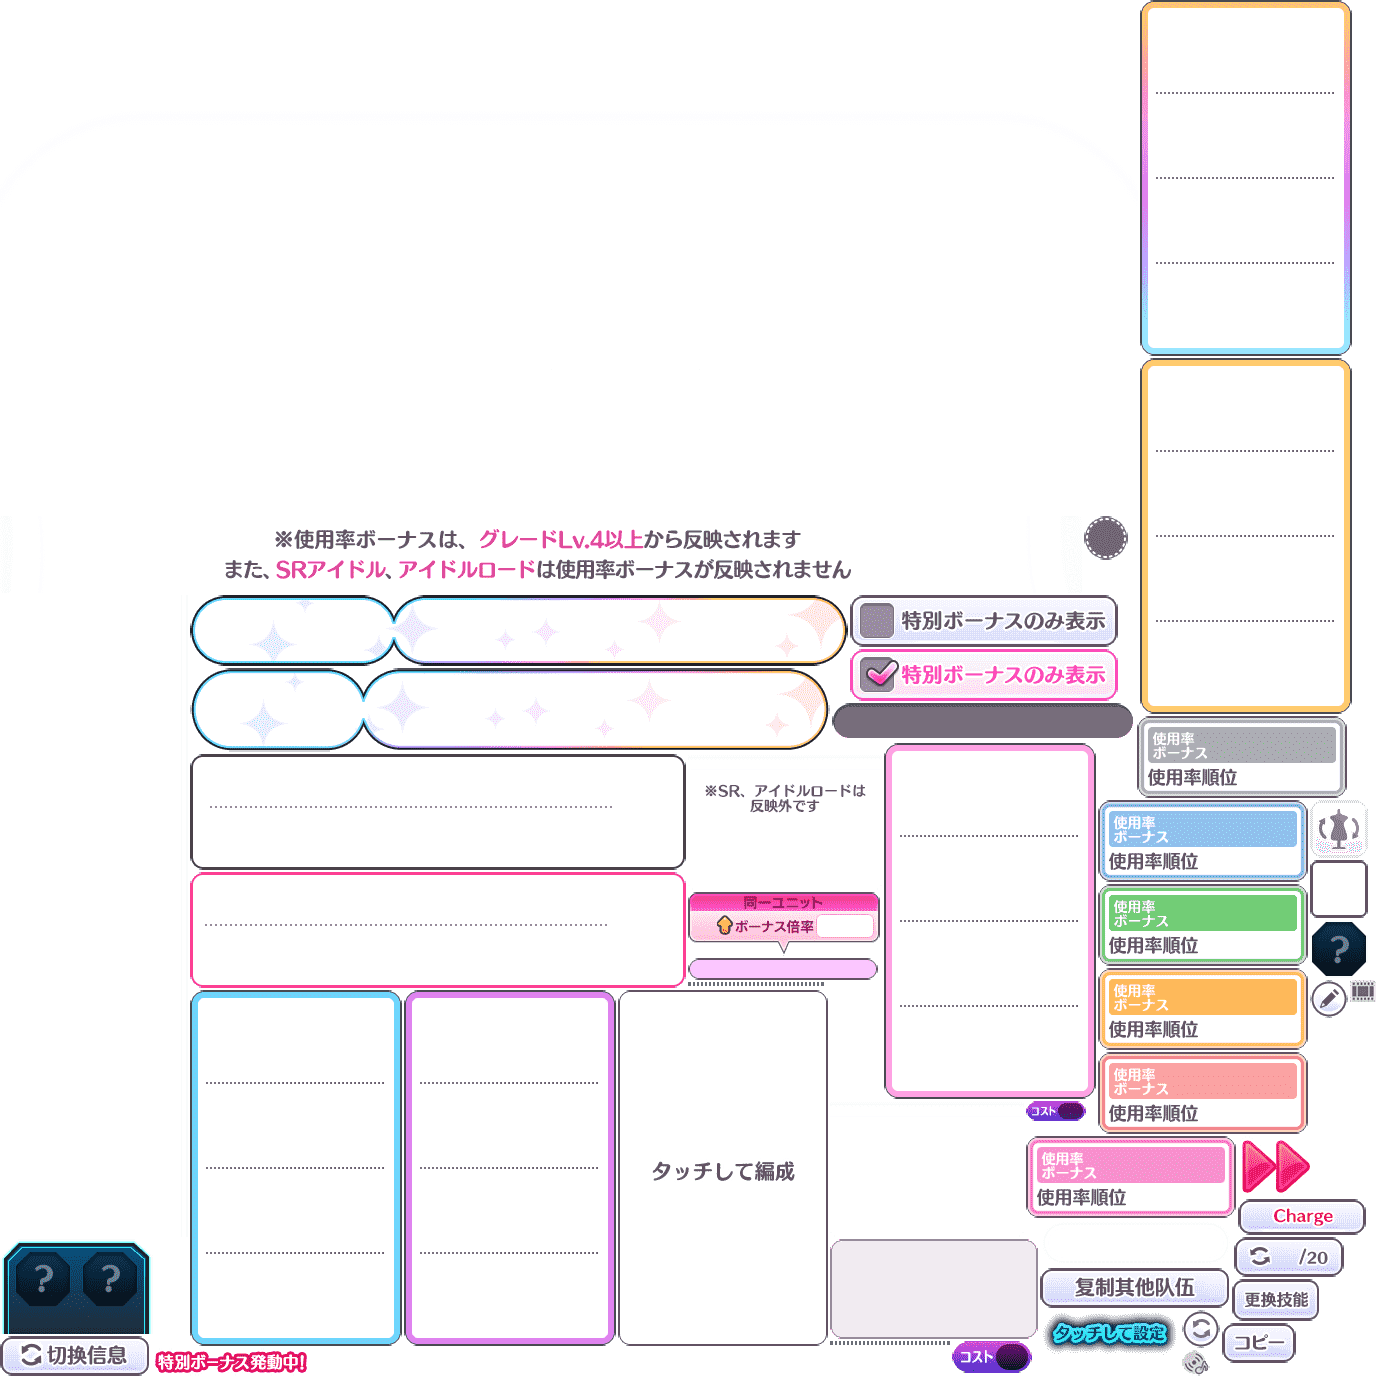 ※使用率ボーナスは、グレードLv.4以上から反映されます
また、SRアイドル、アイドルロードは使用率ボーナスが反映されません
特別ボーナスのみ表示
特別ボーナスのみ表示
使用率
ボーナス
使用率順位
※SR、アイドルロードは
反映外です
使用率
ボーナス
使用率順位
同一ユニット
ボーナス倍率
使用率
ボーナス
使用率順位
?
使用率
ボーナス
使用率順位
使用率
ボーナス
使用率順位
コスト
タッチして編成
使用率
ボーナス
使用率順位
Charge
/20
? ?
复制其他队伍
更换技能
タッチして設定
コピー
切换信息
特別ボーナス発動中!
コスト